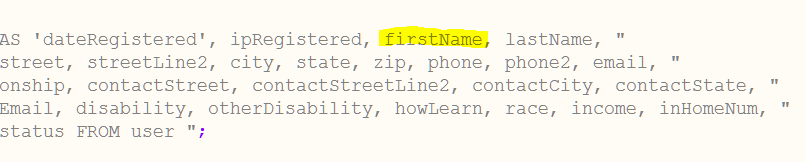 AS 'dateRegistered', ipRegistered, firstName, lastName, "
street, streetLine2, city, state, zip, phone, phone2, email, "
onship, contactStreet, contactStreetLine2, contactCity, contactState, "
Email, disability, otherDisability, howLearn, race, income, inHomeNum, "
status FROM user ";